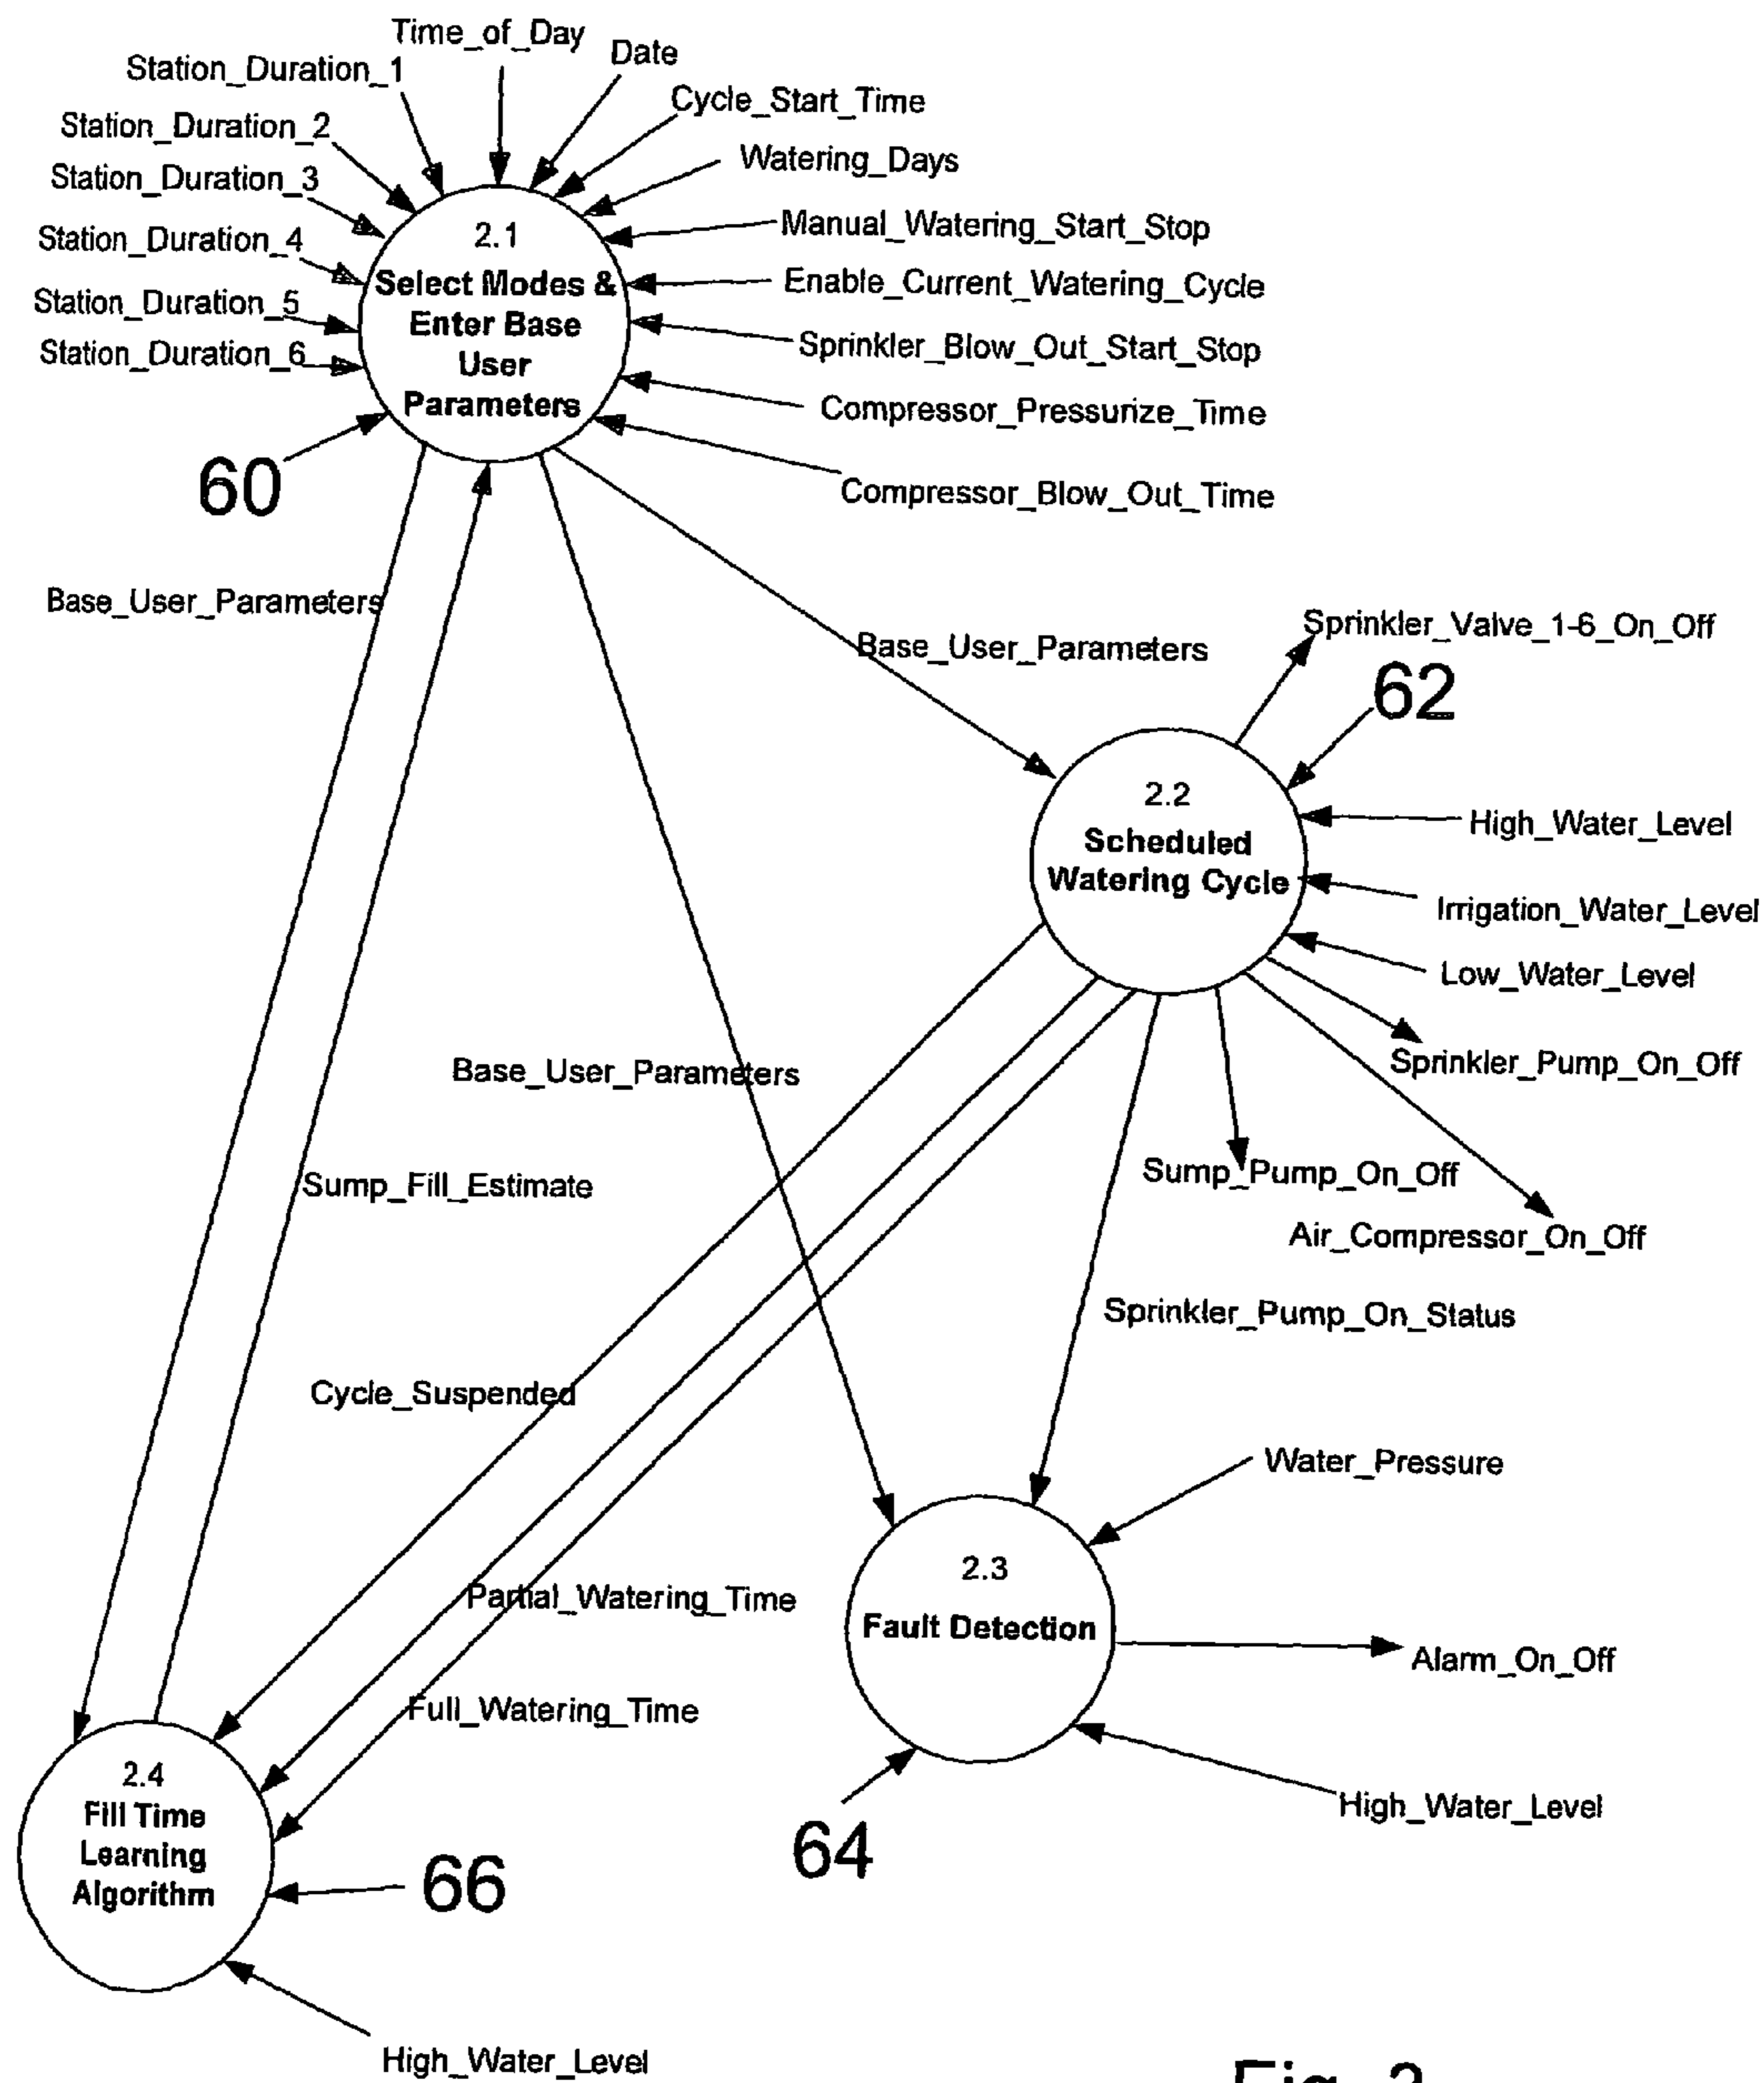 Time_of_Day
Date
Station_Duration_1
Cycle_Start_Time
Station_Duration_2
Watering_Days
Station_Duration_3
Manual_Watering_Start_Stop
Station_Duration_4
Enable_Current_Watering_Cycle
Station_Duration_5
Sprinkler_Blow_Out_Start_Stop
Station_Duration_6
Compressor_Pressurize_Time
Compressor_Blow_Out_Time
2.1
Select Modes &
Enter Base
User
Parameters
60
Base_User_Parameters
Base_User_Parameters
Sprinkler_Valve_1-6_On_Off
62
2.2
Scheduled
Watering Cycle
High_Water_Level
Irrigation_Water_Level
Low_Water_Level
Sprinkler_Pump_On_Off
Base_User_Parameters
Sump_Pump_On_Off
Sump_Fill_Estimate
Air_Compressor_On_Off
Sprinkler_Pump_On_Status
Cycle_Suspended
Water_Pressure
2.3
Fault Detection
Partial_Watering_Time
Alarm_On_Off
Full_Watering_Time
2.4
Fill Time
Learning
Algorithm
66
64
High_Water_Level
High_Water_Level